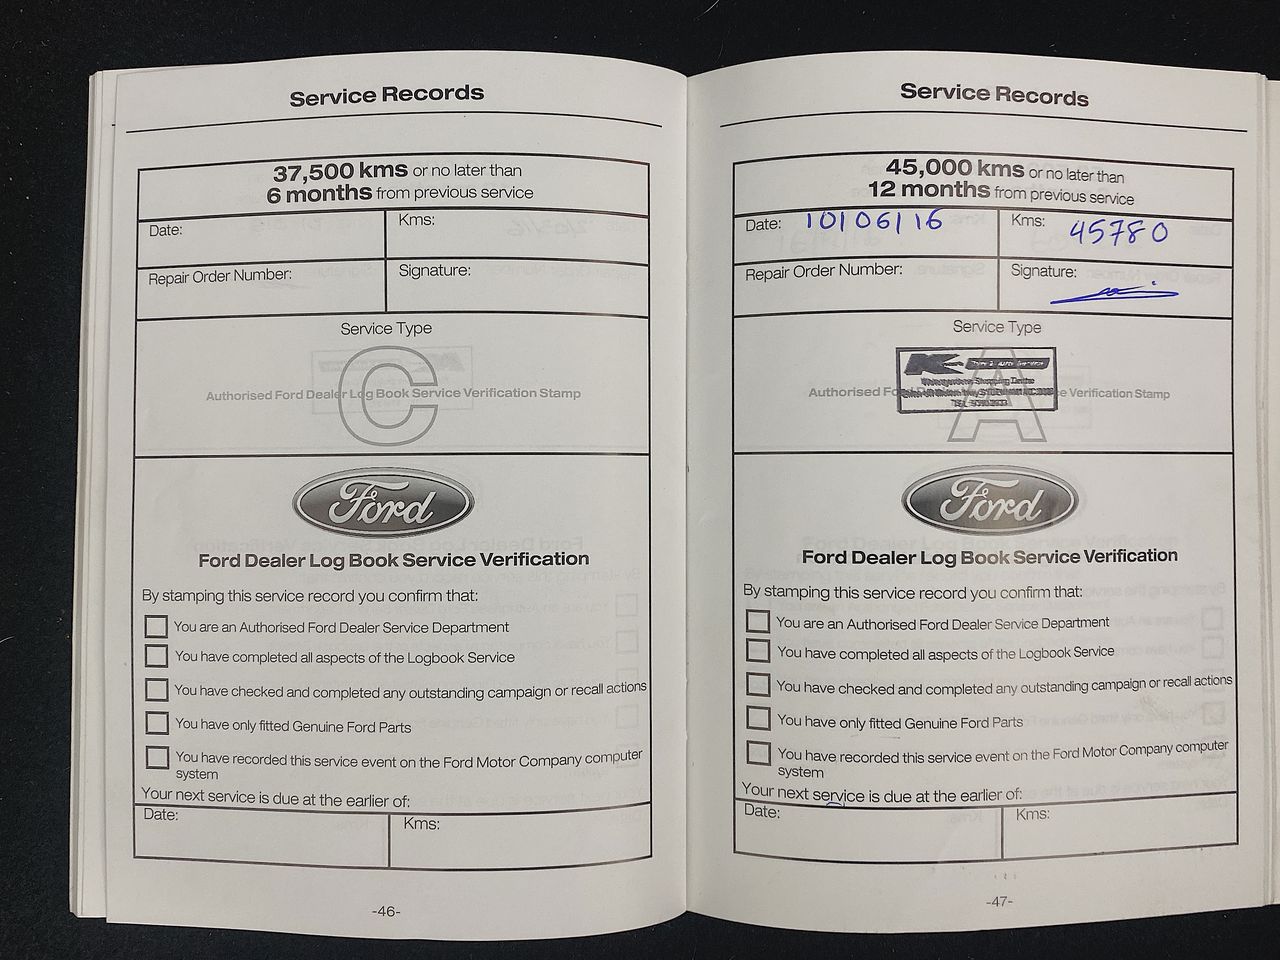 Service Records
37,500 kms or no later than
6 months from previous service
Date:
Kms:
Repair Order Number:
Signature:
Service Type
C
Authorised Ford Dealer Log Book Service Verification Stamp
Ford
Ford Dealer Log Book Service Verification
By stamping this service record you confirm that:
You are an Authorised Ford Dealer Service Department
You have completed all aspects of the Logbook Service
You have checked and completed any outstanding campaign or recall actions
You have only fitted Genuine Ford Parts
You have recorded this service event on the Ford Motor Company computer
system
Your next service is due at the earlier of:
Date:
Kms:
-46-
Service Records
45,000 kms or no later than
12 months from previous service
Date: 10/06/16
Kms: 45780
Repair Order Number:
Signature:
Service Type
A
K Tyre & Auto Service
Shopping Centre
Authorised Ford Verification Stamp
Ford
Ford Dealer Log Book Service Verification
By stamping this service record you confirm that:
You are an Authorised Ford Dealer Service Department
You have completed all aspects of the Logbook Service
You have checked and completed any outstanding campaign or recall actions
You have only fitted Genuine Ford Parts
You have recorded this service event on the Ford Motor Company computer
system
Your next service is due at the earlier of:
Date:
Kms:
-47-